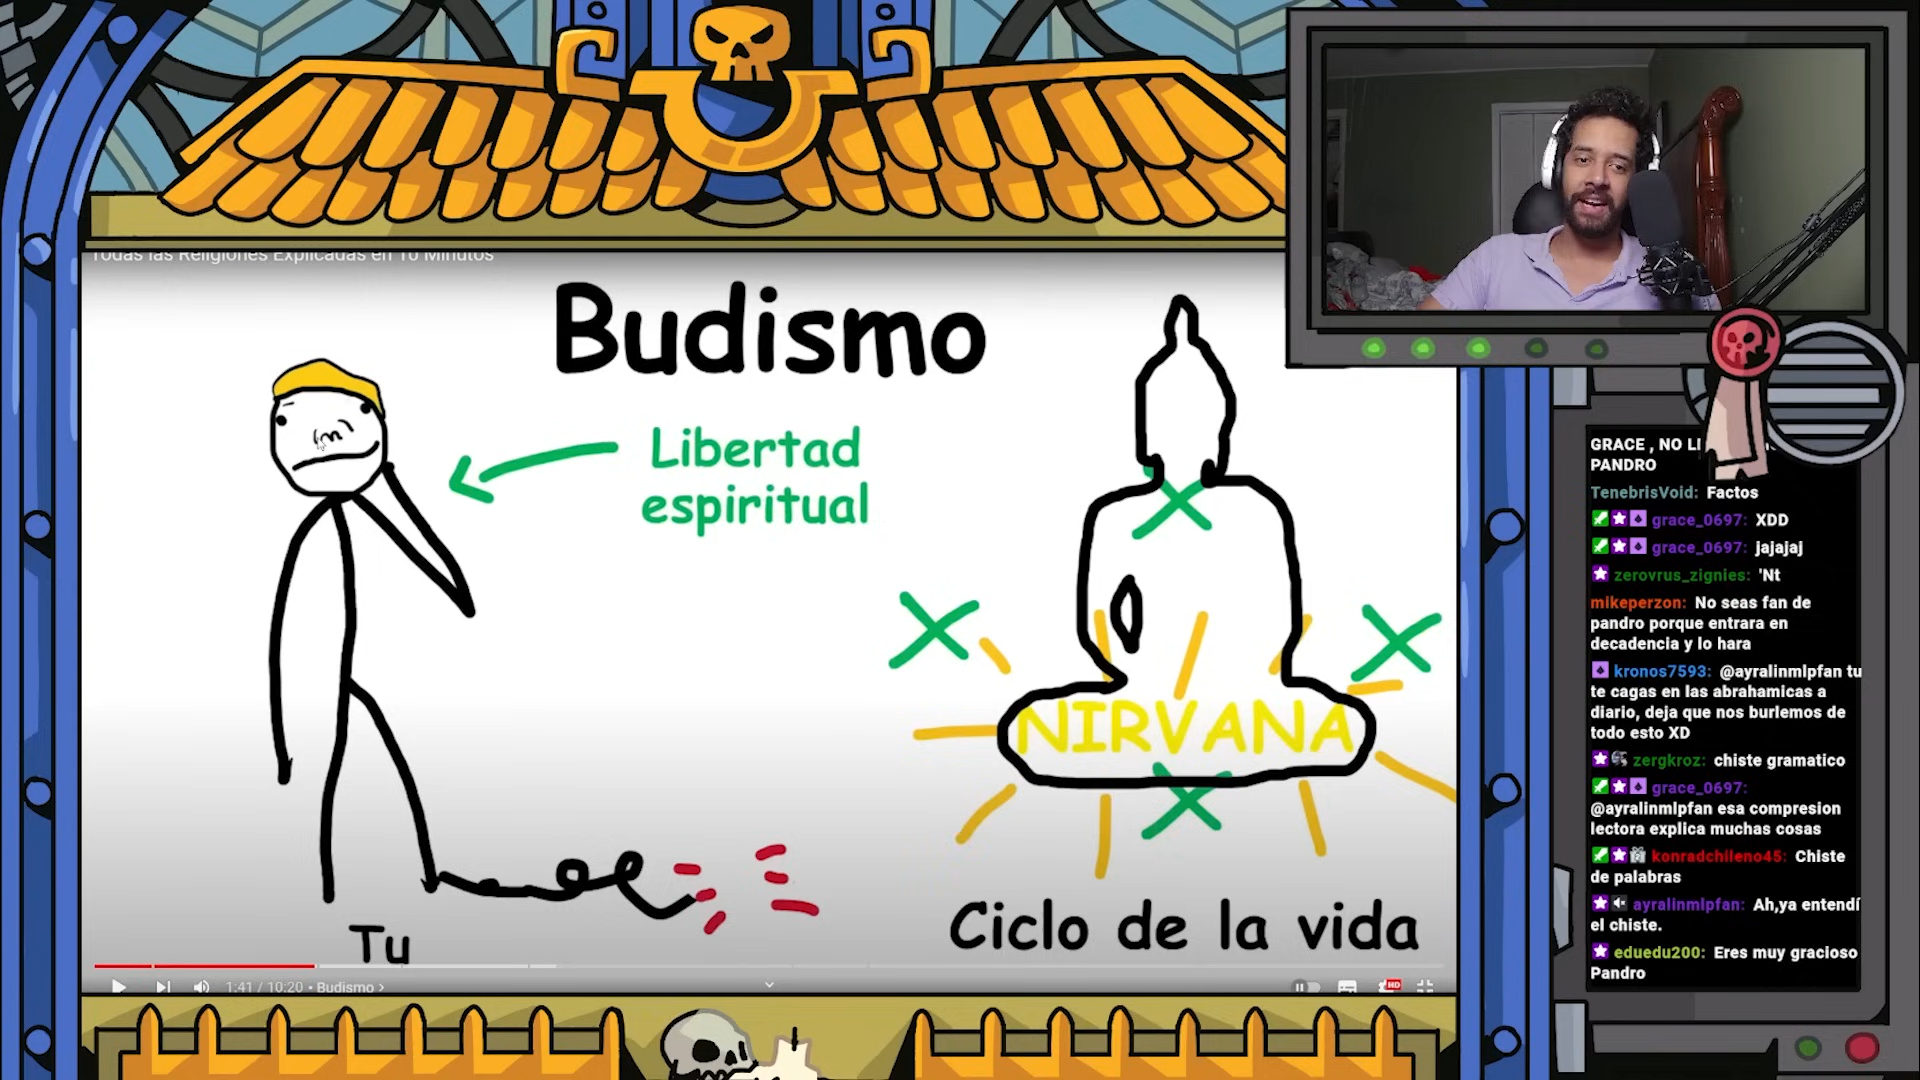 Todas las Religiones Explicadas en 10 Minutos
Budismo
Libertad
espiritual
NIRVANA
Tu
Ciclo de la vida
1:41 / 10:20 • Budismo >
HD
GRACE , NO
PANDRO
TenebrisVoid: Factos
grace_0697: XDD
grace_0697: jajajaj
zerovrus_zignies: 'Nt
mikeperzon: No seas fan de
pandro porque entrara en
decadencia y lo hara
kronos7593: @ayralinmlpfan tu
te cagas en las abrahamicas a
diario, deja que nos burlemos de
todo esto XD
zergkroz: chiste gramatico
grace_0697:
@ayralinmlpfan esa compresion
lectora explica muchas cosas
konradchileno45: Chiste
de palabras
ayralinmlpfan: Ah,ya entendí
el chiste.
eduedu200: Eres muy gracioso
Pandro